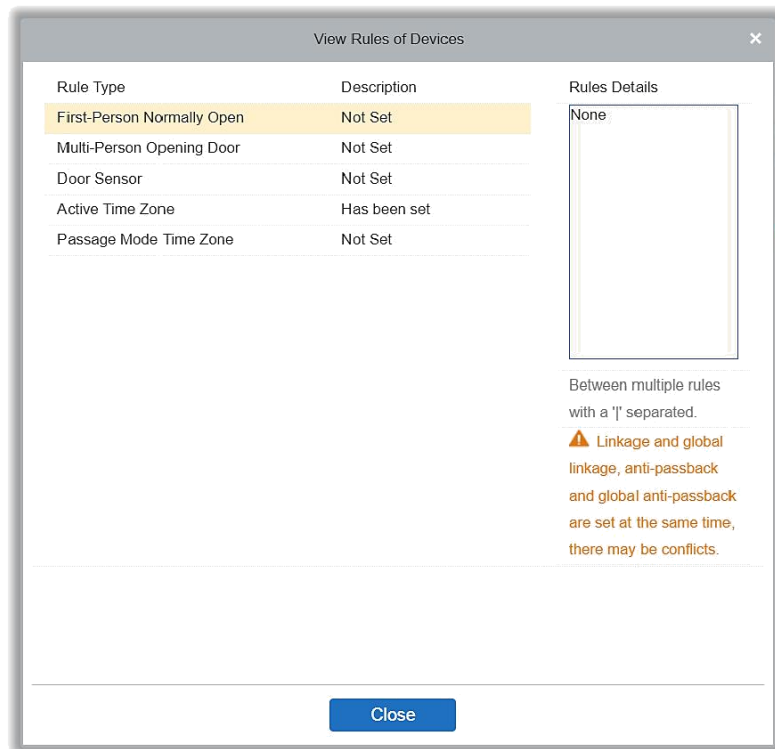 View Rules of Devices
×
Rule Type Description Rules Details
First-Person Normally Open Not Set
Multi-Person Opening Door Not Set
Door Sensor Not Set
Active Time Zone Has been set
Passage Mode Time Zone Not Set
None
Between multiple rules
with a '|' separated.
Linkage and global
linkage, anti-passback
and global anti-passback
are set at the same time,
there may be conflicts.
Close